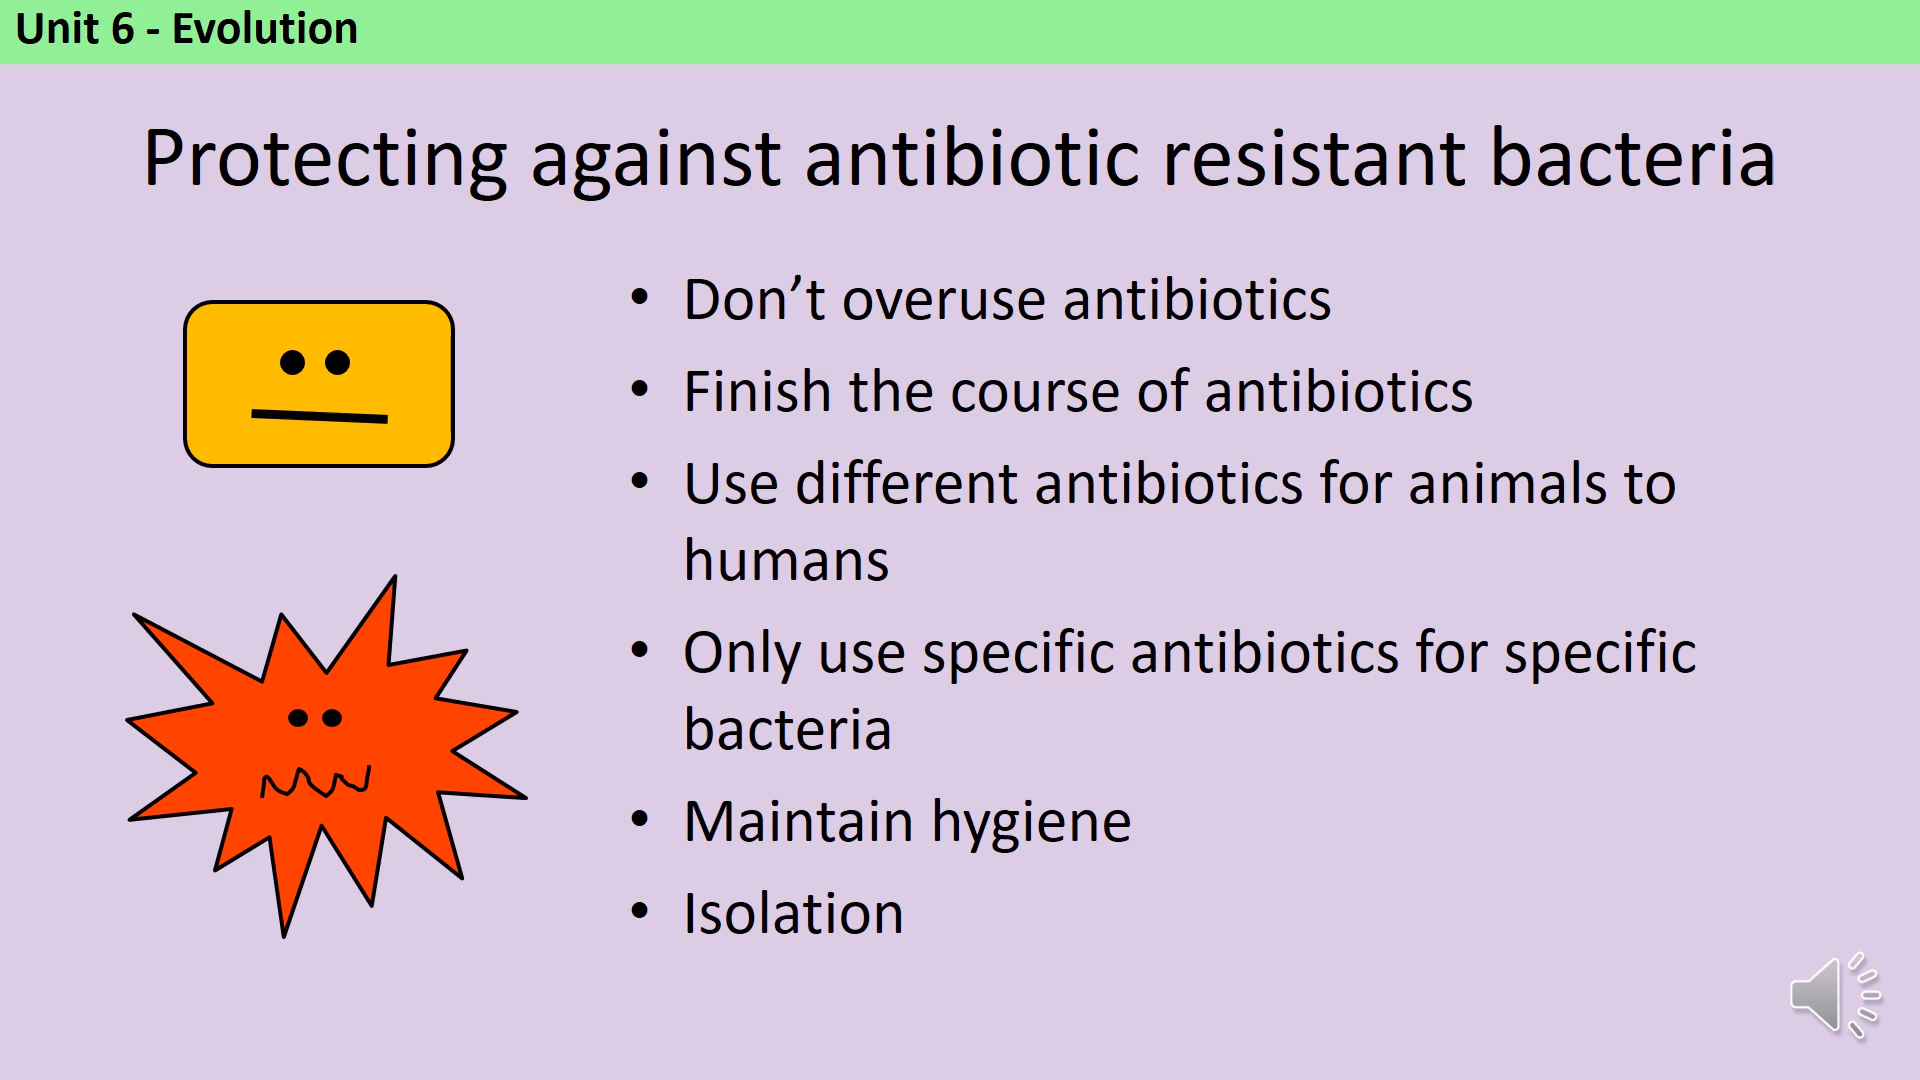 Unit 6 - Evolution
Protecting against antibiotic resistant bacteria
• Don’t overuse antibiotics
• Finish the course of antibiotics
• Use different antibiotics for animals to
humans
• Only use specific antibiotics for specific
bacteria
• Maintain hygiene
• Isolation